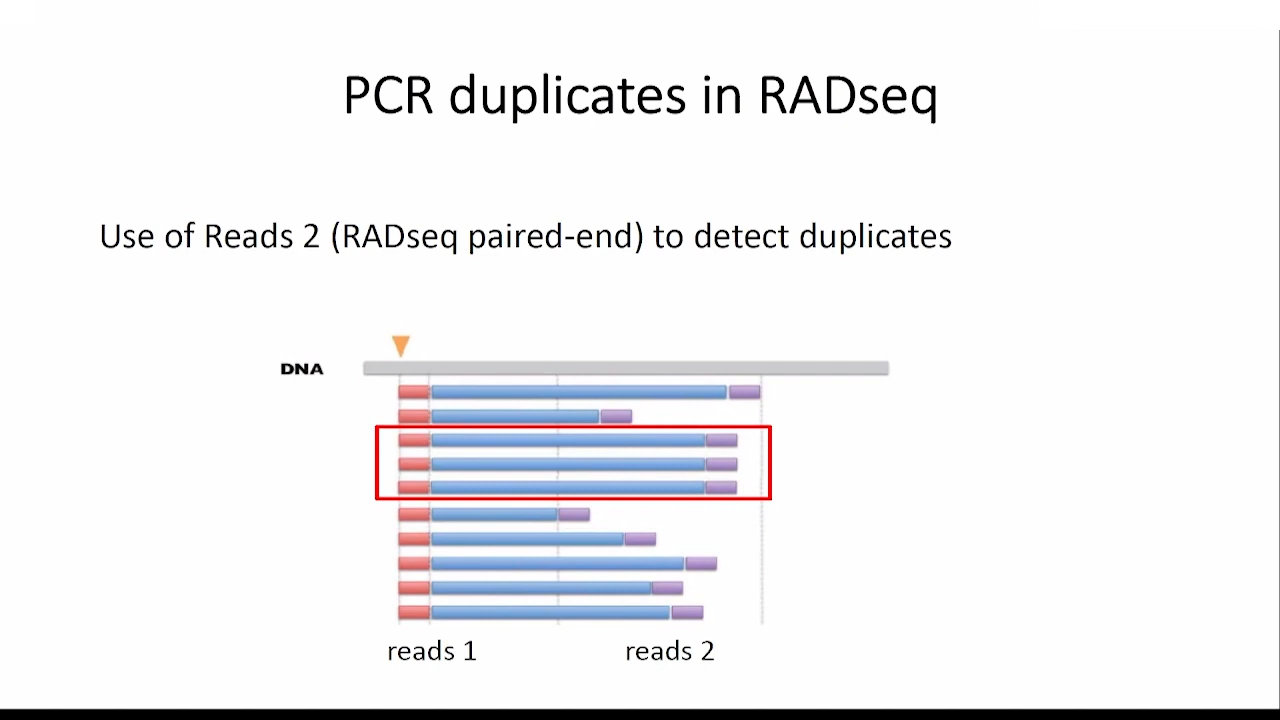 PCR duplicates in RADseq
Use of Reads 2 (RADseq paired-end) to detect duplicates
DNA
reads 1
reads 2